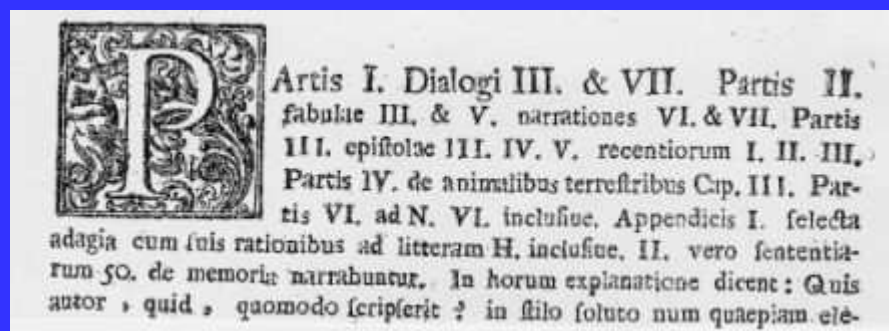 PArtis I. Dialogi III. & VII. Partis II.
fabulae III. & V. narrationes VI. & VII. Partis
III. epiſtolae III. IV. V. recentiorum I. II. III.
Partis IV. de animalibus terreſtribus Cap. III. Par-
tis VI. ad N. VI. incluſiue. Appendicis I. ſelecta
adagia cum ſuis rationibus ad litteram H. incluſiue. II. vero ſententia-
rum 50. de memoria narrabuntur. In horum explanatione dicent: Quis
autor, quid, quomodo ſcripſerit? in ſtilo ſoluto num quaepiam ele-